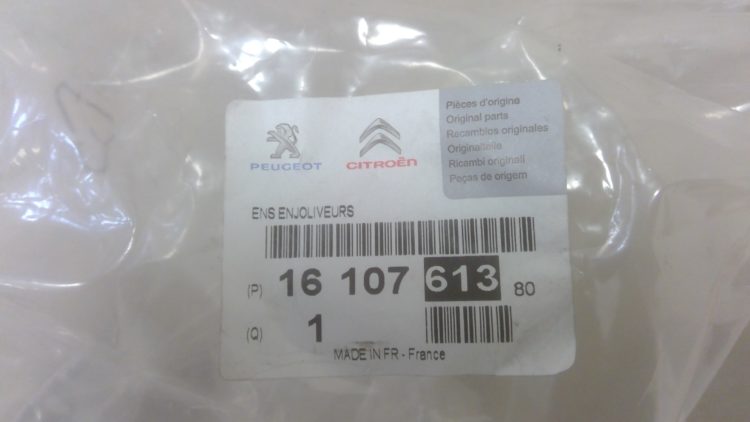 PEUGEOT
CITROËN
Pièces d'origine
Original parts
Recambios originales
Originalteile
Ricambi originali
Peças de origem
ENS ENJOLIVEURS
(P) 16 107 613 80
(Q) 1
MADE IN FR - France